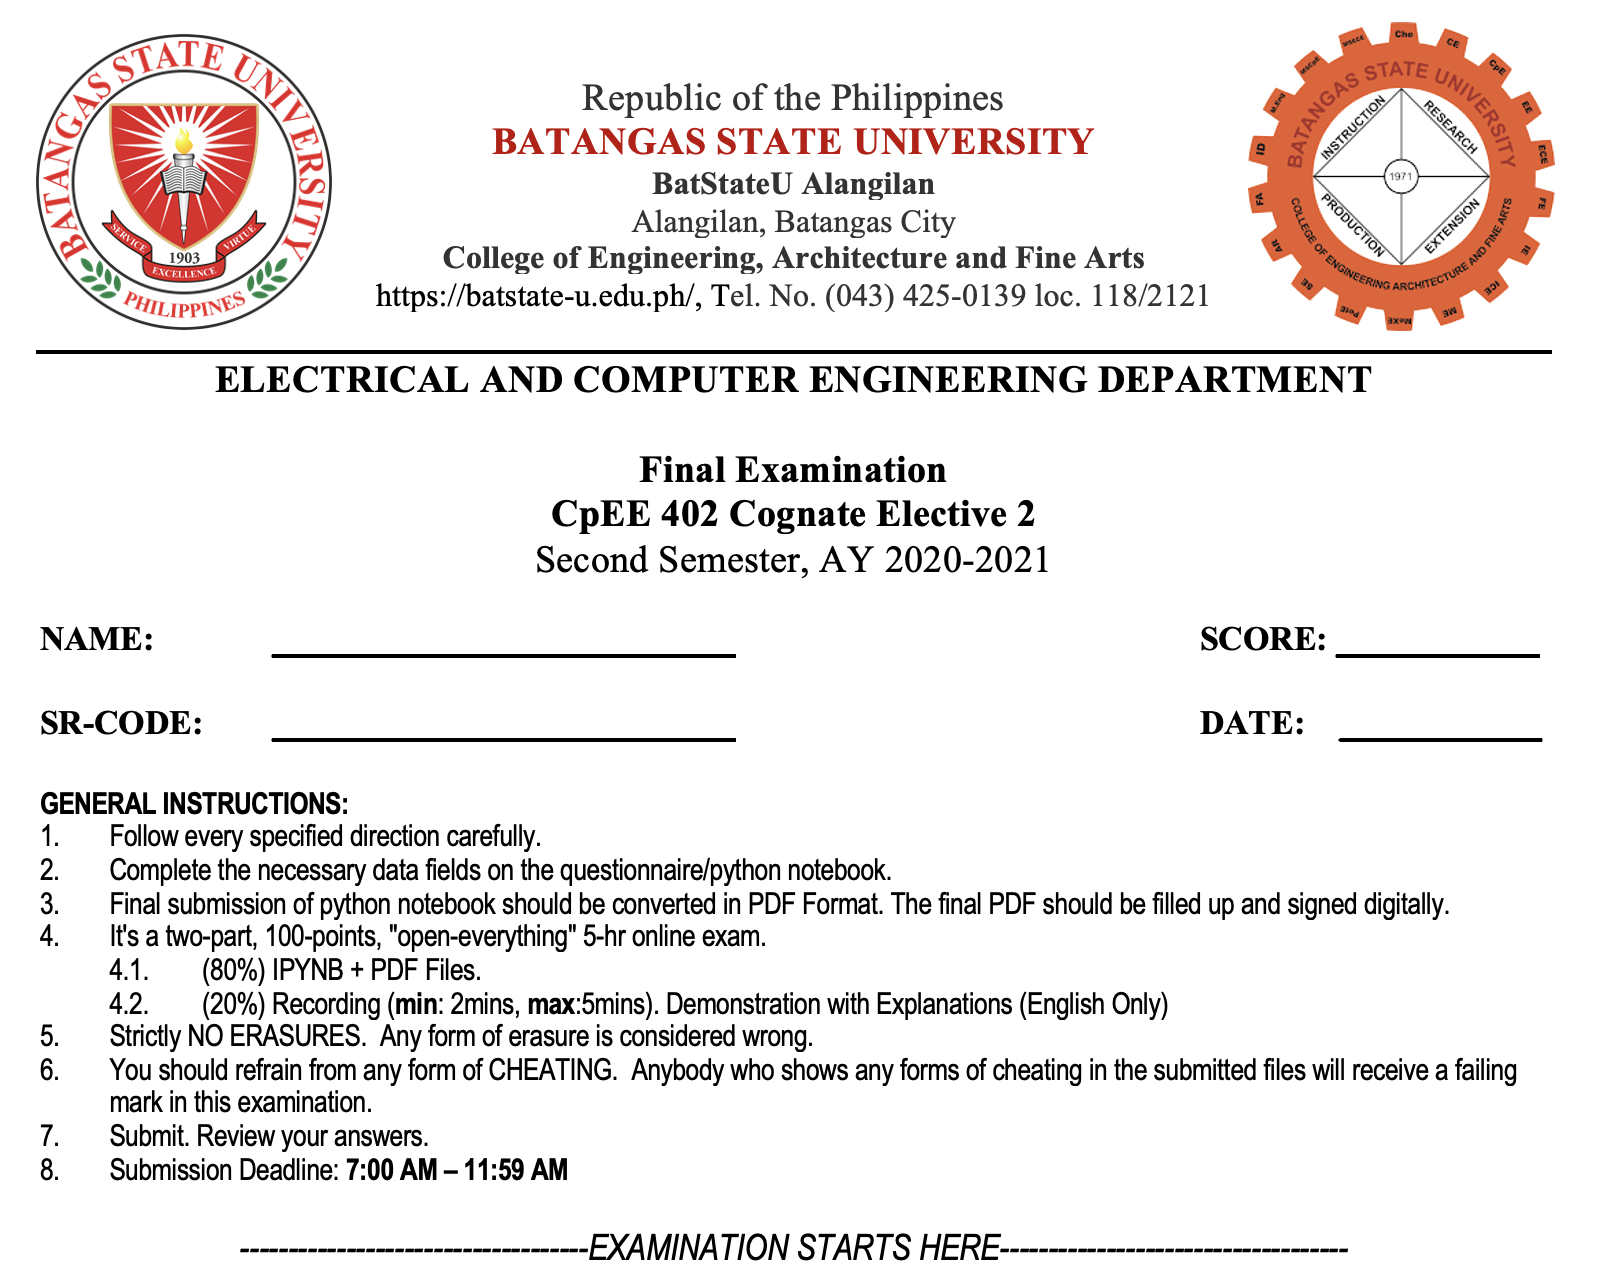 BATANGAS STATE UNIVERSITY
SERVICE
VIRTUE
1903
EXCELLENCE
PHILIPPINES
Republic of the Philippines
BATANGAS STATE UNIVERSITY
BatStateU Alangilan
Alangilan, Batangas City
College of Engineering, Architecture and Fine Arts
https://batstate-u.edu.ph/, Tel. No. (043) 425-0139 loc. 118/2121
Che
CE
CpE
EE
ECE
FE
IE
ICE
ME
MeXE
PetE
SE
AR
FA
ID
M.Eng
MSCpE
MSECE
BATANGAS STATE UNIVERSITY
INSTRUCTION
RESEARCH
1971
PRODUCTION
EXTENSION
COLLEGE OF ENGINEERING ARCHITECTURE AND FINE ARTS
ELECTRICAL AND COMPUTER ENGINEERING DEPARTMENT
Final Examination
CpEE 402 Cognate Elective 2
Second Semester, AY 2020-2021
NAME: SCORE:
SR-CODE: DATE:
GENERAL INSTRUCTIONS:
1. Follow every specified direction carefully.
2. Complete the necessary data fields on the questionnaire/python notebook.
3. Final submission of python notebook should be converted in PDF Format. The final PDF should be filled up and signed digitally.
4. It's a two-part, 100-points, "open-everything" 5-hr online exam.
4.1. (80%) IPYNB + PDF Files.
4.2. (20%) Recording (min: 2mins, max:5mins). Demonstration with Explanations (English Only)
5. Strictly NO ERASURES. Any form of erasure is considered wrong.
6. You should refrain from any form of CHEATING. Anybody who shows any forms of cheating in the submitted files will receive a failing
mark in this examination.
7. Submit. Review your answers.
8. Submission Deadline: 7:00 AM – 11:59 AM
------------------------------------EXAMINATION STARTS HERE------------------------------------